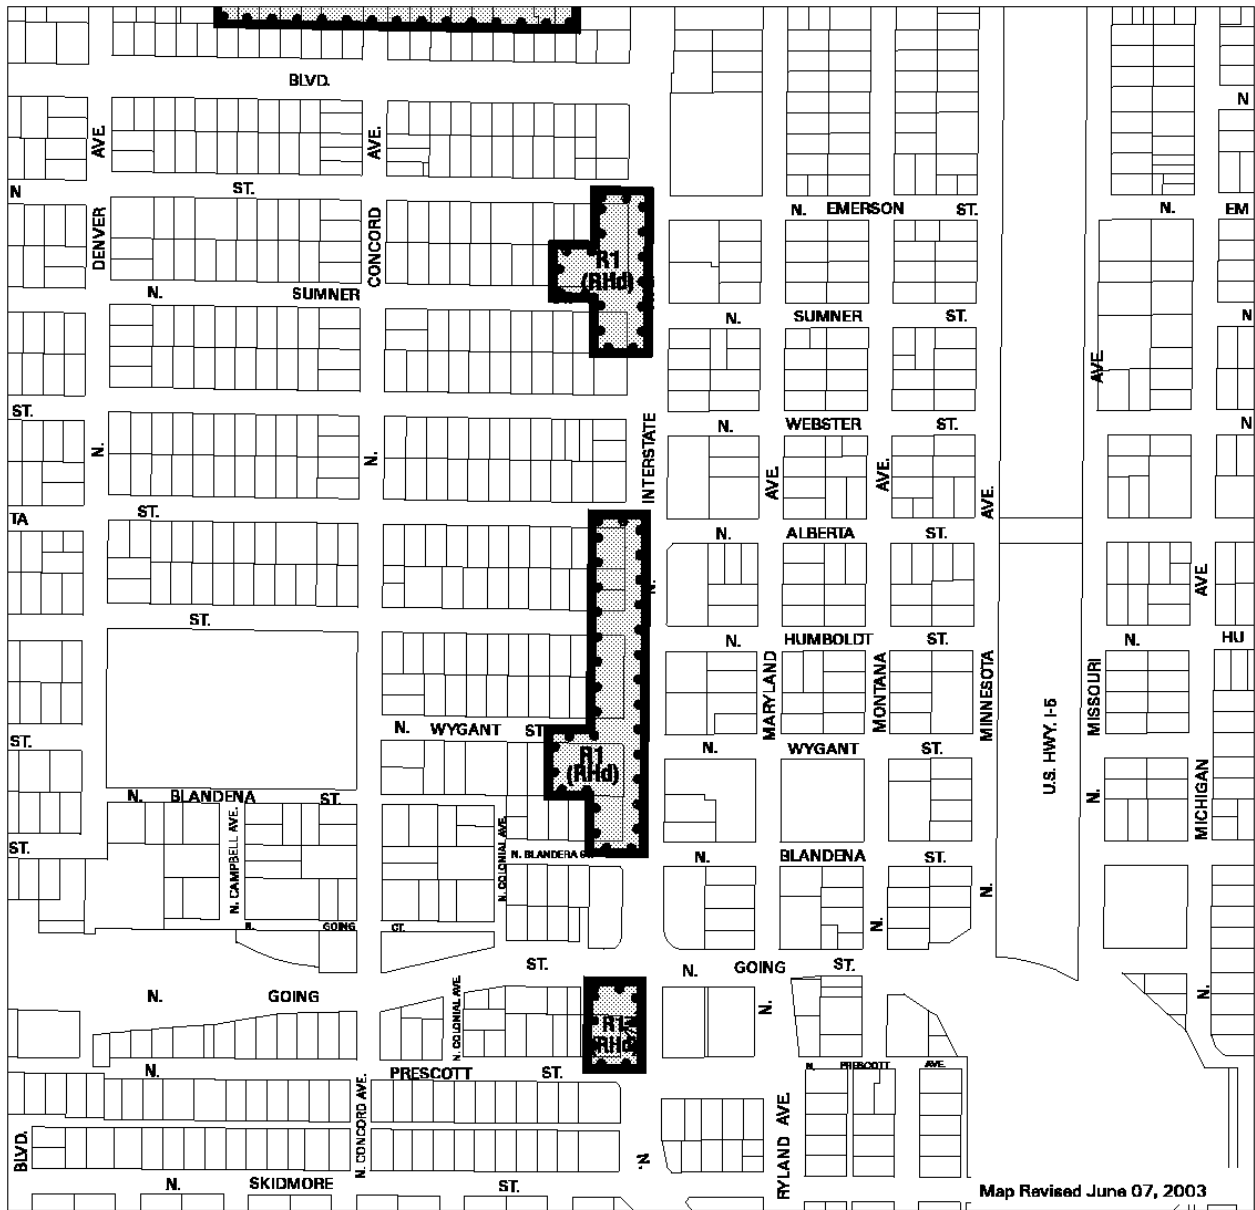 BLVD.
N
AVE.
AVE.
N
ST.
N. EMERSON ST.
N. EM
DENVER
CONCORD
R1
(RHd)
N. SUMNER
N. SUMNER ST.
N
AVE.
ST.
INTERSTATE
N. WEBSTER ST.
N
N.
N.
AVE.
AVE.
AVE.
TA
ST.
N. ALBERTA ST.
N.
AVE.
ST.
N. HUMBOLDT ST.
N. HU
MARYLAND
MONTANA
MINNESOTA
MISSOURI
U.S. HWY. I-5
N. WYGANT ST
ST.
N. WYGANT ST.
R1
(RHd)
MICHIGAN
N.
N. BLANDENA ST.
N. CAMPBELL AVE.
N. COLONIAL AVE.
ST.
N. BLANDERA
N. BLANDENA ST.
N.
N.
N. GOING CT.
ST.
N. GOING ST.
N. GOING
N. COLONIAL AVE.
N.
N.
R1
(RHd)
N. PRESCOTT ST.
N. PRESCOTT AVE.
N. CONCORD AVE.
RYLAND AVE.
BLVD.
N.
N. SKIDMORE ST.
Map Revised June 07, 2003